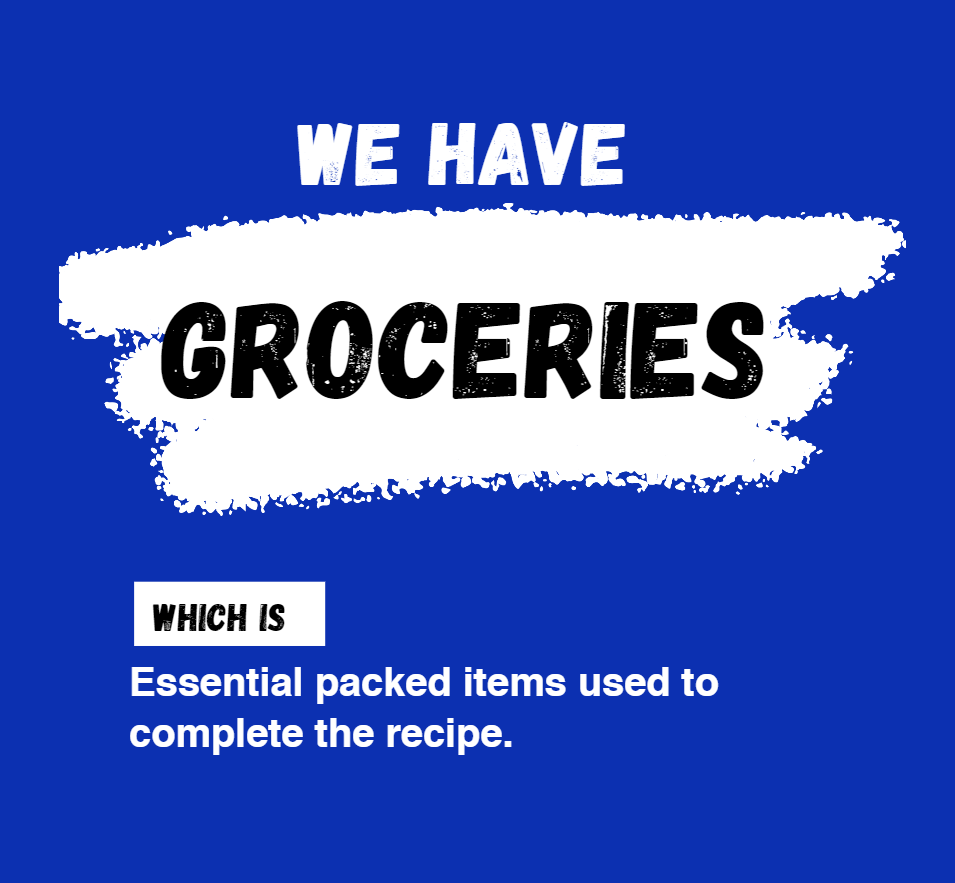 WE HAVE
GROCERIES
WHICH IS
Essential packed items used to
complete the recipe.